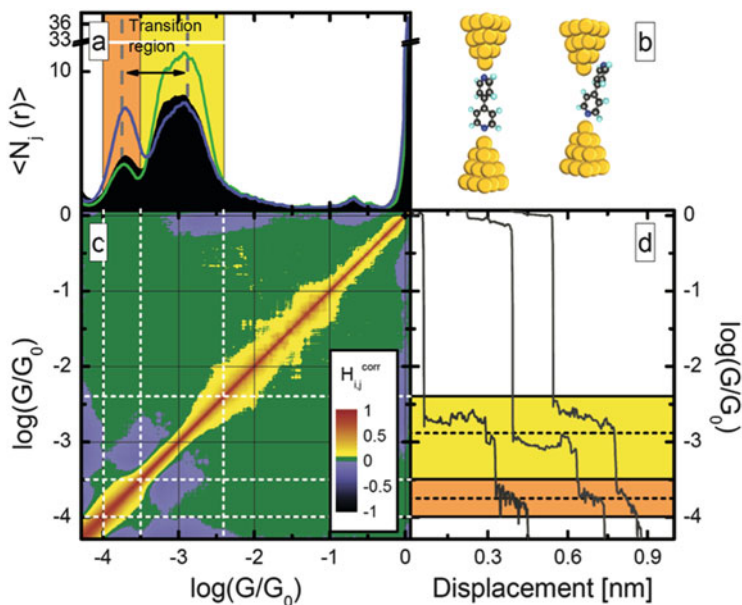 36
33
10
<N_j (r)>
a
Transition
region
b
0
-1
-2
-3
-4
log(G/G_0)
c
H_{i,j}^{corr}
1
0.5
0
-0.5
-1
-4 -3 -2 -1 0
log(G/G_0)
d
0
-1
-2
-3
-4
log(G/G_0)
0.0 0.3 0.6 0.9
Displacement [nm]